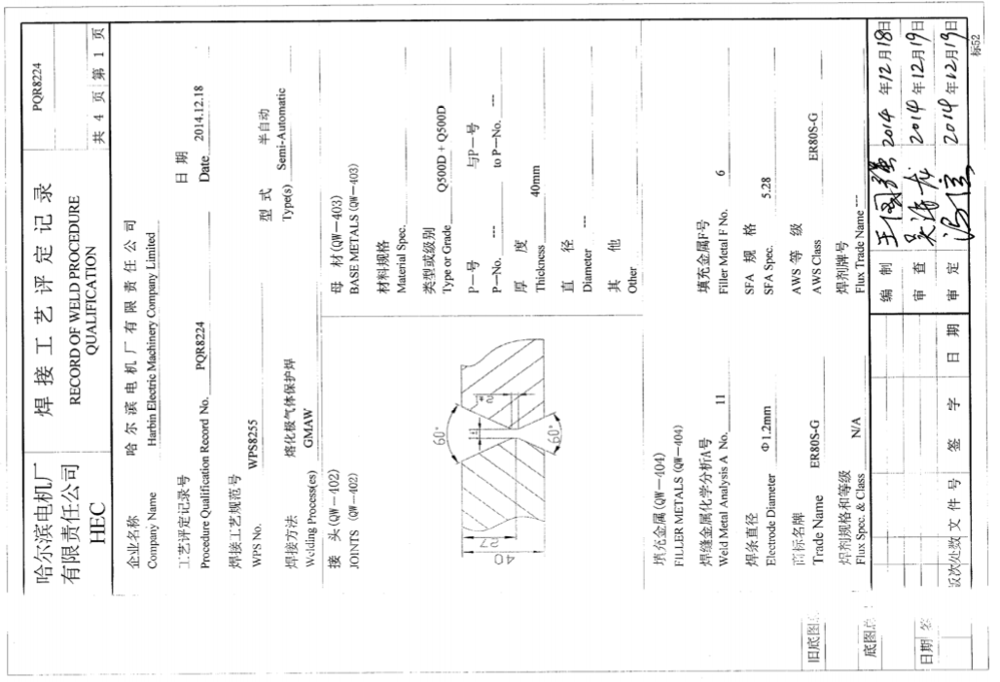 哈尔滨电机厂
有限责任公司
HEC
焊 接 工 艺 评 定 记 录
RECORD OF WELD PROCEDURE
QUALIFICATION
PQR8224
共 4 页 第 1 页
企业名称 哈 尔 滨 电 机 厂 有 限 责 任 公 司
Company Name Harbin Electric Machinery Company Limited
工艺评定记录号 日 期
Procedure Qualification Record No. PQR8224 Date 2014.12.18
焊接工艺规范号
WPS No. WPS8255
焊接方法 熔化极气体保护焊 型 式 半自动
Welding Process(es) GMAW Type(s) Semi-Automatic
接 头(QW-402)
JOINTS (QW-402)
60°
60°
27
40
母 材(QW-403)
BASE METALS (QW-403)
材料规格
Material Spec.
类型或级别
Type or Grade Q500D + Q500D
P一号 与P一号
P-No. --- to P-No. ---
厚 度
Thickness 40mm
直 径
Diameter ---
其 他
Other
填充金属(QW-404)
FILLER METALS (QW-404)
焊缝金属化学分析A号
Weld Metal Analysis A No. 11
焊条直径
Electrode Diameter Φ1.2mm
商标名牌
Trade Name ER80S-G
焊剂规格和等级
Flux Spec. & Class N/A
填充金属F号
Filler Metal F No. 6
SFA 规 格
SFA Spec. 5.28
AWS 等 级
AWS Class ER80S-G
焊剂牌号
Flux Trade Name ---
编 制 2014 年12月18日
审 查 2014 年12月19日
审 定 2014 年12月19日
版次/处数 文 件 号 签 字 日 期
标52
旧底图总
底图总
日期 签